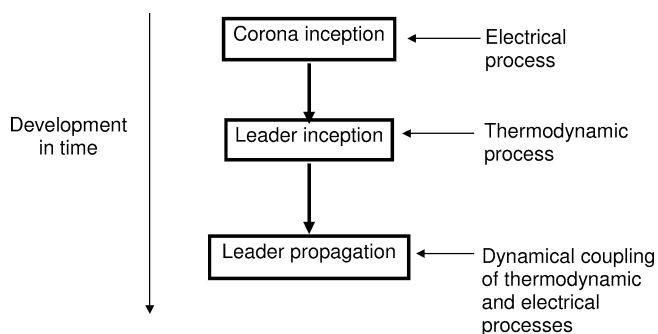 Corona inception
Electrical
process
Development
in time
Leader inception
Thermodynamic
process
Leader propagation
Dynamical coupling
of thermodynamic
and electrical
processes